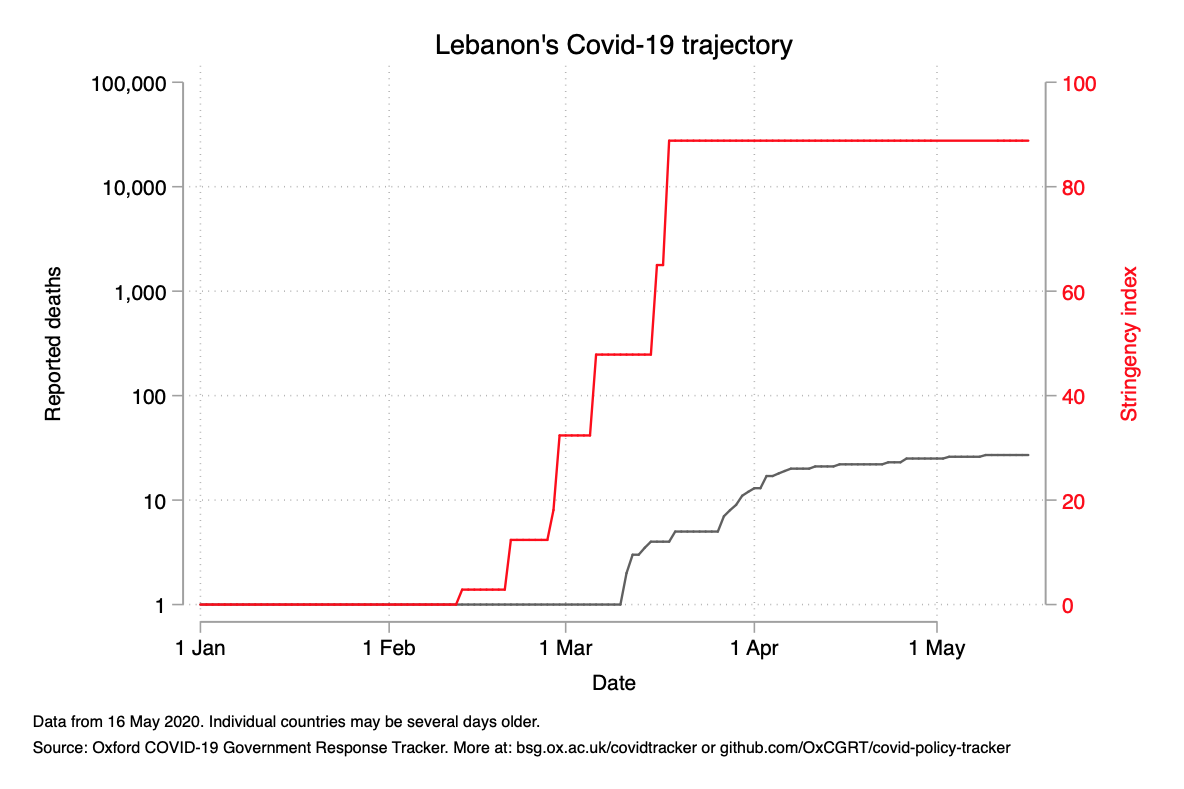 Lebanon's Covid-19 trajectory
100,000
10,000
1,000
100
10
1
Reported deaths
100
80
60
40
20
0
Stringency index
1 Jan
1 Feb
1 Mar
1 Apr
1 May
Date
Data from 16 May 2020. Individual countries may be several days older.
Source: Oxford COVID-19 Government Response Tracker. More at: bsg.ox.ac.uk/covidtracker or github.com/OxCGRT/covid-policy-tracker